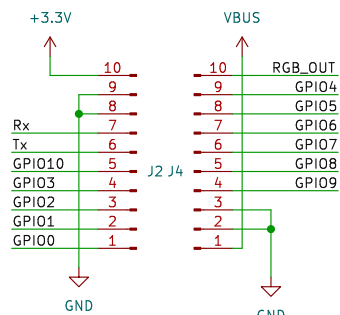 +3.3V VBUS
10 10 RGB_OUT
9 9 GPIO4
8 8 GPIO5
Rx 7 7 GPIO6
Tx 6 6 GPIO7
GPIO10 5 J2 J4 5 GPIO8
GPIO3 4 4 GPIO9
GPIO2 3 3
GPIO1 2 2
GPIO0 1 1
GND GND